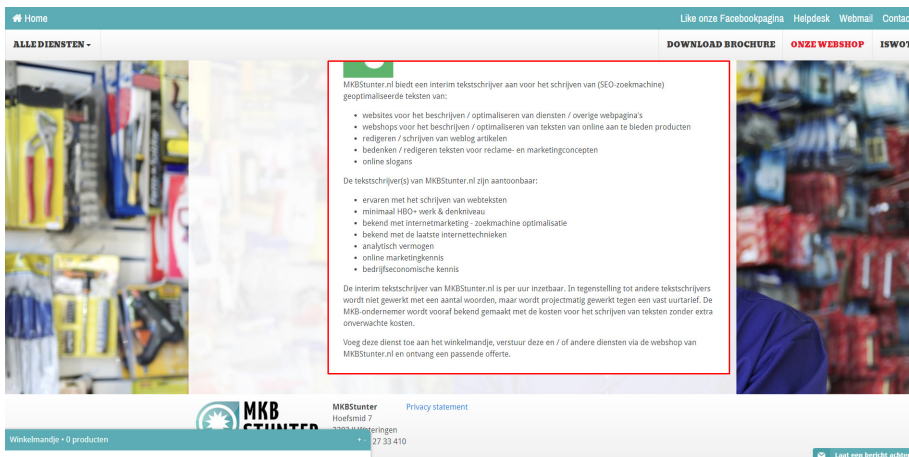 Home
Like onze Facebookpagina Helpdesk Webmail Contac
ALLE DIENSTEN
DOWNLOAD BROCHURE ONZE WEBSHOP ISWOT
MKBStunter.nl biedt een interim tekstschrijver aan voor het schrijven van (SEO-zoekmachine)
geoptimaliseerde teksten van:
• websites voor het beschrijven / optimaliseren van diensten / overige webpagina's
• webshops voor het beschrijven / optimaliseren van teksten van online aan te bieden producten
• redigeren / schrijven van weblog artikelen
• bedenken / redigeren teksten voor reclame- en marketingconcepten
• online slogans
De tekstschrijver(s) van MKBStunter.nl zijn aantoonbaar:
• ervaren met het schrijven van webteksten
• minimaal HBO+ werk & denkniveau
• bekend met internetmarketing - zoekmachine optimalisatie
• bekend met de laatste internettechnieken
• analytisch vermogen
• online marketingkennis
• bedrijfseconomische kennis
De interim tekstschrijver van MKBStunter.nl is per uur inzetbaar. In tegenstelling tot andere tekstschrijvers
wordt niet gewerkt met een aantal woorden, maar wordt projectmatig gewerkt tegen een vast uurtarief. De
MKB-ondernemer wordt vooraf bekend gemaakt met de kosten voor het schrijven van teksten zonder extra
onverwachte kosten.
Voeg deze dienst toe aan het winkelmandje, verstuur deze en / of andere diensten via de webshop van
MKBStunter.nl en ontvang een passende offerte.
MKB
STUNTER
MKBStunter Privacy statement
Hoefsmid 7
Wateringen
27 33 410
Winkelmandje • 0 producten + -
Laat een bericht achter